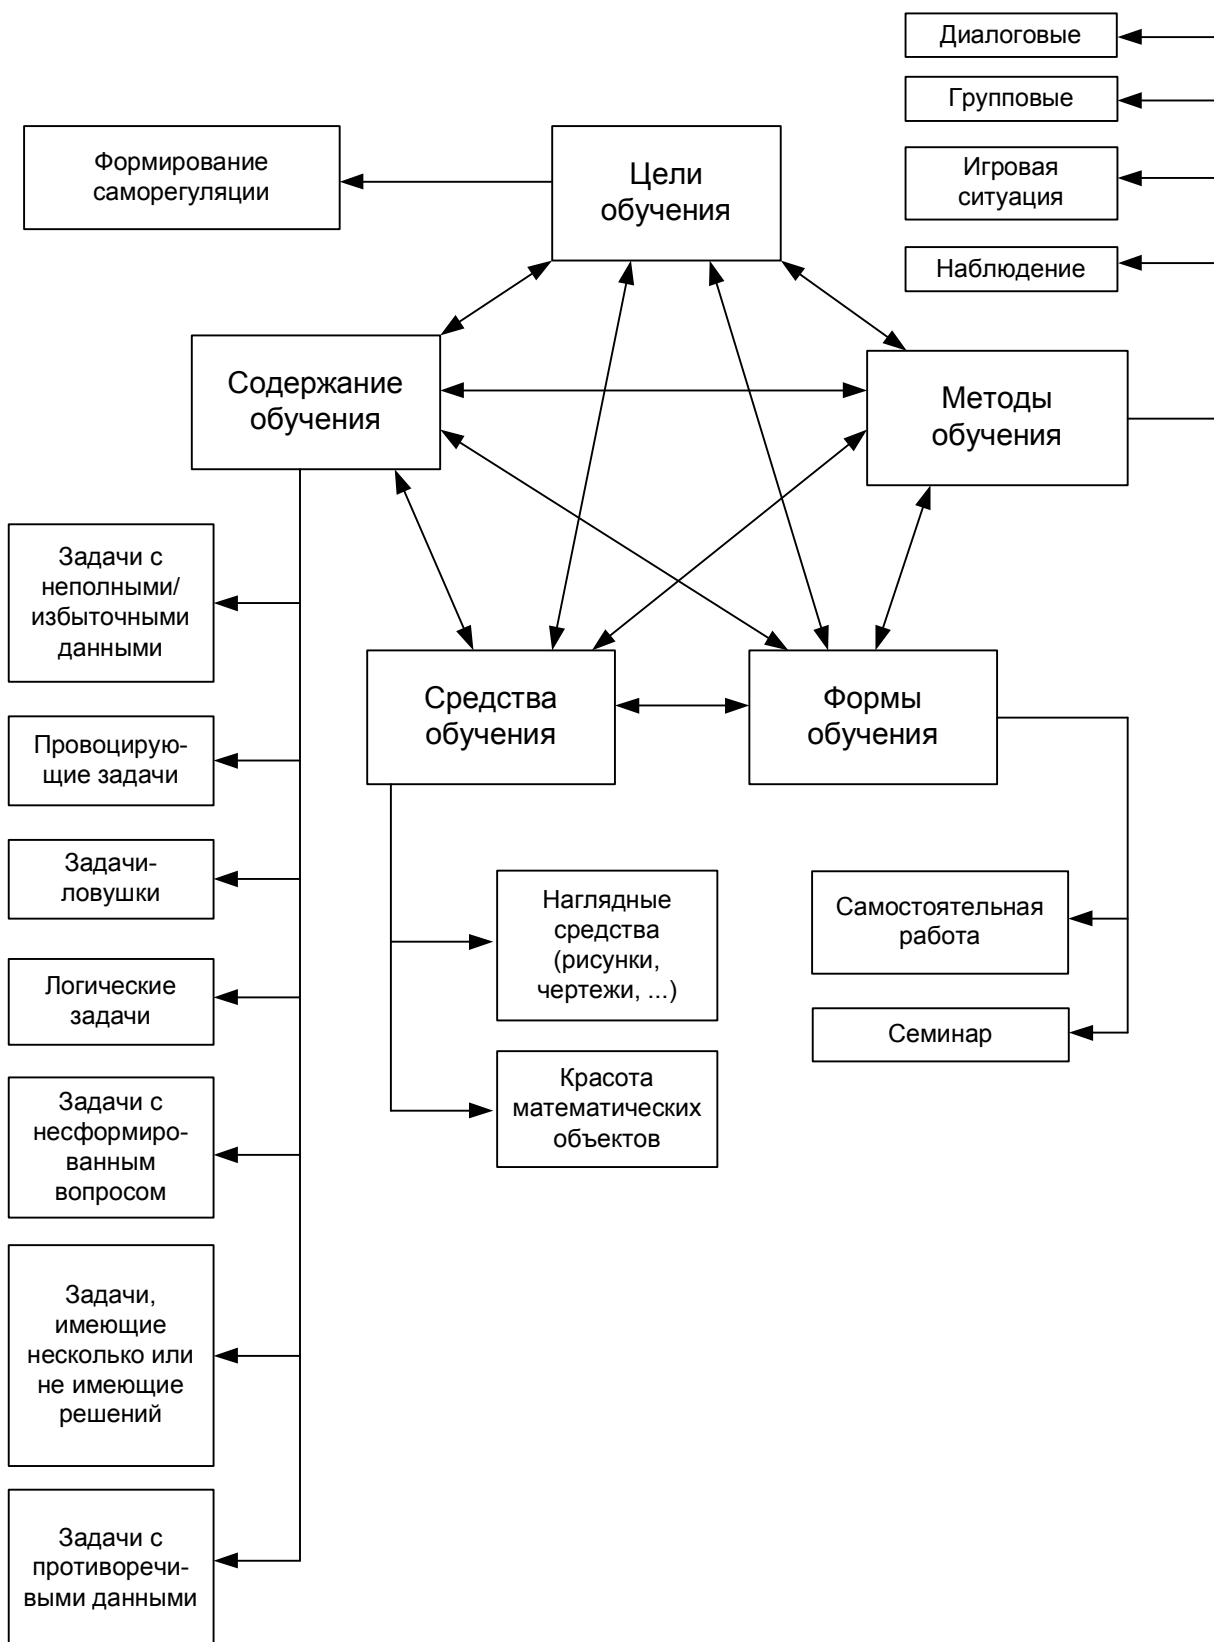 Диалоговые
Групповые
Игровая
ситуация
Наблюдение
Формирование
саморегуляции
Цели
обучения
Содержание
обучения
Методы
обучения
Задачи с
неполными/
избыточными
данными
Провоцирую-
щие задачи
Задачи-
ловушки
Логические
задачи
Задачи с
несформиро-
ванным
вопросом
Задачи,
имеющие
несколько или
не имеющие
решений
Задачи с
противоречи-
выми данными
Средства
обучения
Формы
обучения
Наглядные
средства
(рисунки,
чертежи, ...)
Красота
математических
объектов
Самостоятельная
работа
Семинар